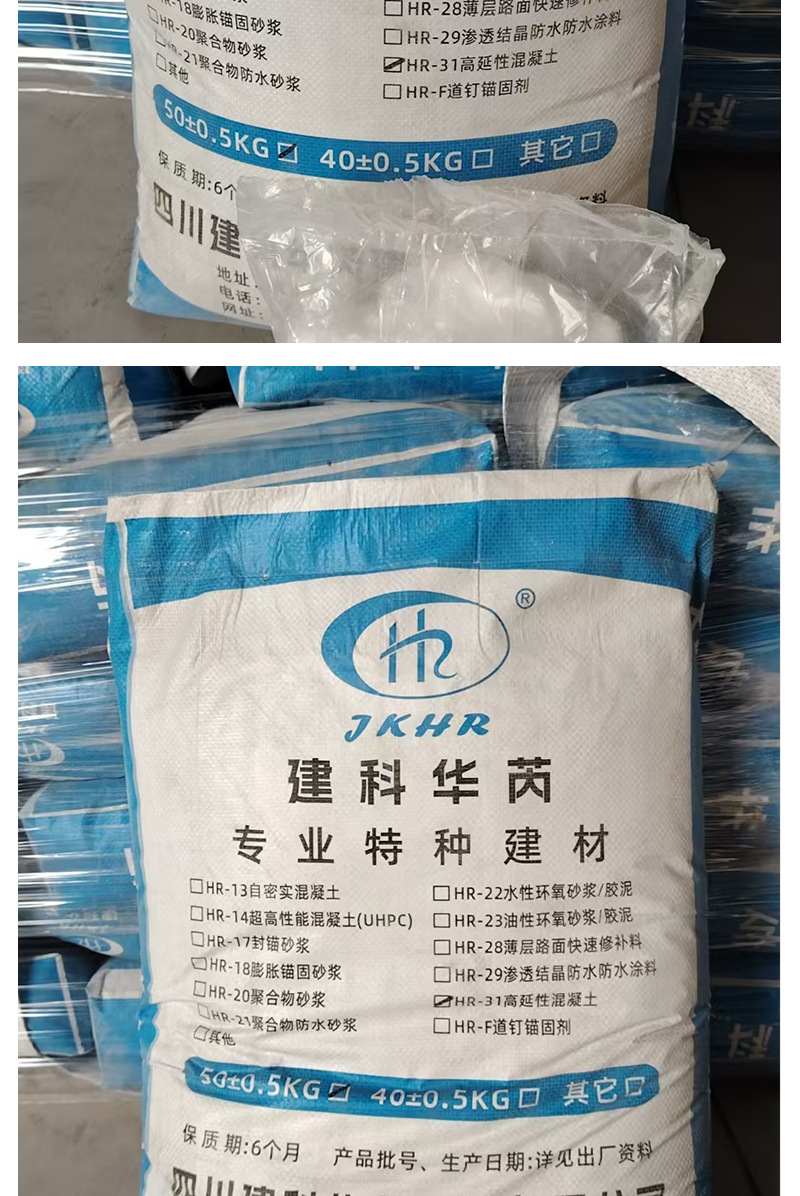 HR-18膨胀锚固砂浆
HR-28薄层路面快速修补料
HR-20聚合物砂浆
HR-29渗透结晶防水防水涂料
HR-21聚合物防水砂浆
HR-31高延性混凝土
其他
HR-F道钉锚固剂
50±0.5KG 40±0.5KG 其它
保质期:6个
四川建
地址:
电话:
网址:
R
JKHR
建科华芮
专业特种建材
HR-13自密实混凝土
HR-22水性环氧砂浆/胶泥
HR-14超高性能混凝土(UHPC)
HR-23油性环氧砂浆/胶泥
HR-17封锚砂浆
HR-28薄层路面快速修补料
HR-18膨胀锚固砂浆
HR-29渗透结晶防水防水涂料
HR-20聚合物砂浆
HR-31高延性混凝土
HR-21聚合物防水砂浆
HR-F道钉锚固剂
其他
50±0.5KG 40±0.5KG 其它
保质期:6个月 产品批号、生产日期:详见出厂资料
四川建科华